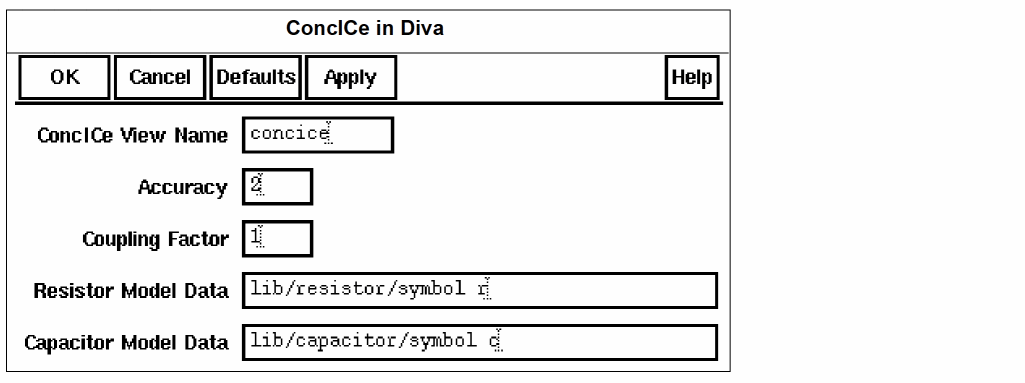 ConcICe in Diva
OK Cancel Defaults Apply Help
ConcICe View Name concice
Accuracy 2
Coupling Factor 1
Resistor Model Data lib/resistor/symbol r
Capacitor Model Data lib/capacitor/symbol c